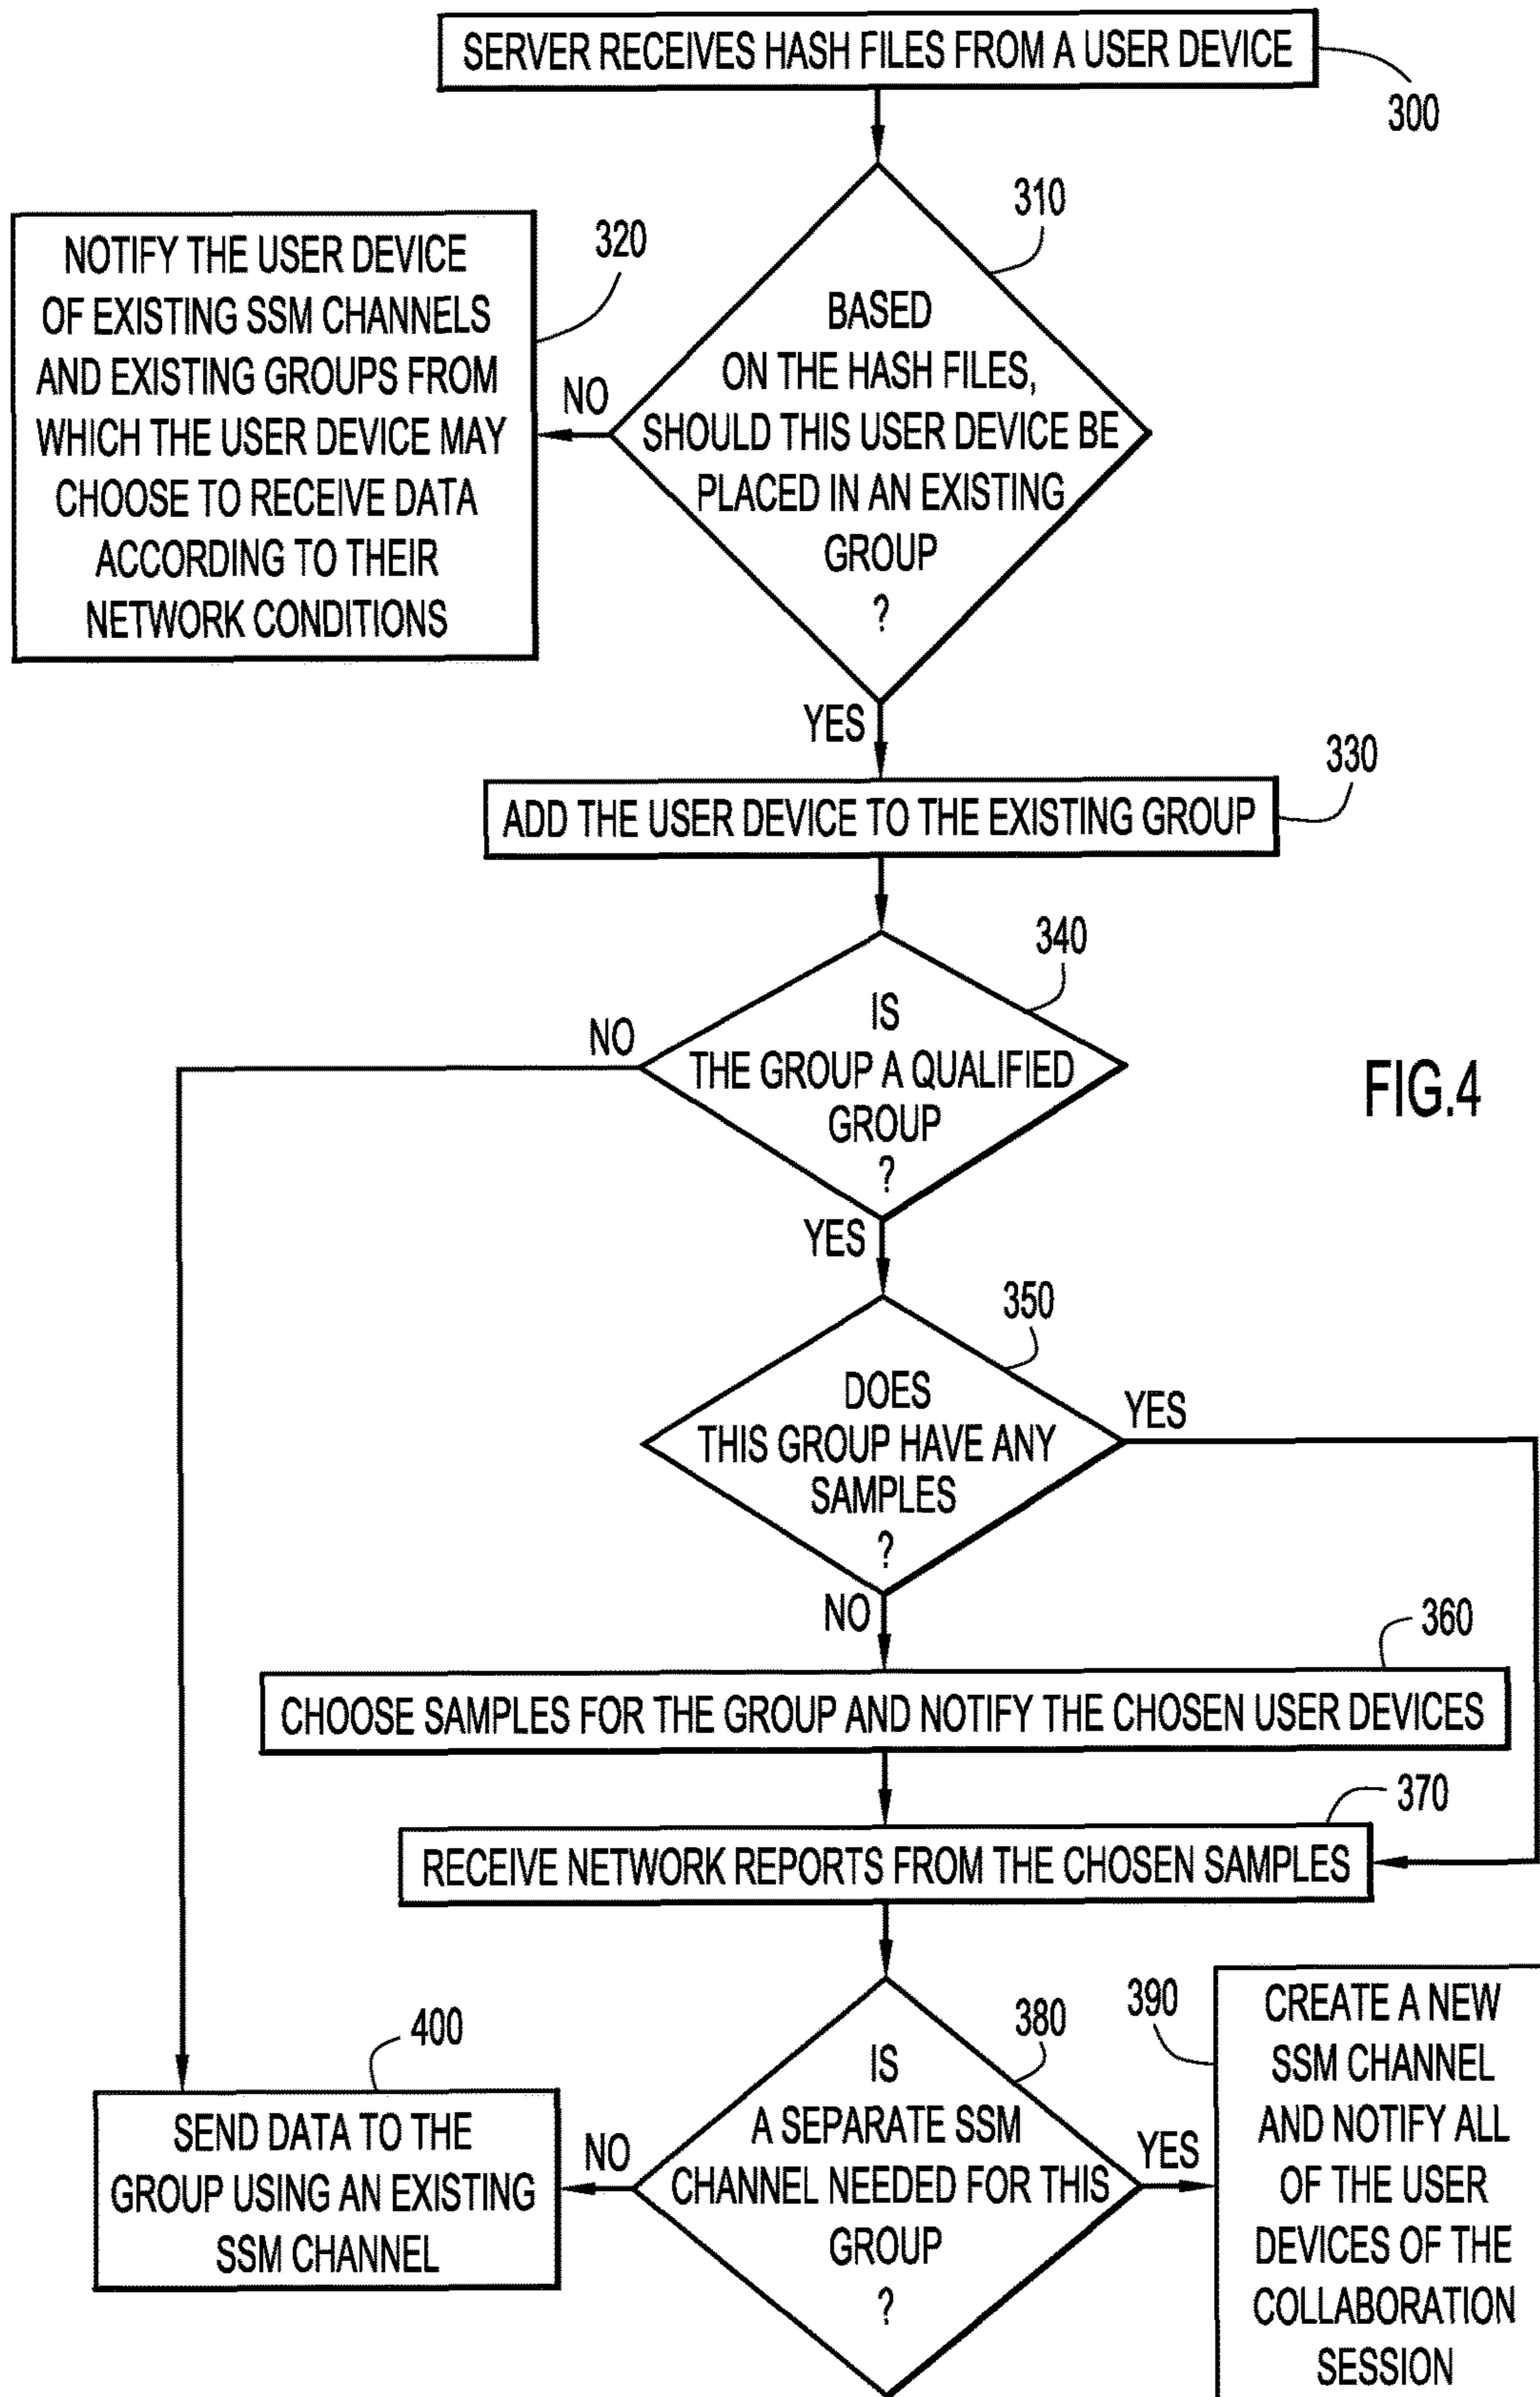 SERVER RECEIVES HASH FILES FROM A USER DEVICE
300
310
BASED
ON THE HASH FILES,
SHOULD THIS USER DEVICE BE
PLACED IN AN EXISTING
GROUP
?
NO
320
NOTIFY THE USER DEVICE
OF EXISTING SSM CHANNELS
AND EXISTING GROUPS FROM
WHICH THE USER DEVICE MAY
CHOOSE TO RECEIVE DATA
ACCORDING TO THEIR
NETWORK CONDITIONS
YES
330
ADD THE USER DEVICE TO THE EXISTING GROUP
340
IS
THE GROUP A QUALIFIED
GROUP
?
NO
FIG.4
YES
350
DOES
THIS GROUP HAVE ANY
SAMPLES
?
YES
NO
360
CHOOSE SAMPLES FOR THE GROUP AND NOTIFY THE CHOSEN USER DEVICES
370
RECEIVE NETWORK REPORTS FROM THE CHOSEN SAMPLES
380
IS
A SEPARATE SSM
CHANNEL NEEDED FOR THIS
GROUP
?
NO
400
SEND DATA TO THE
GROUP USING AN EXISTING
SSM CHANNEL
YES
390
CREATE A NEW
SSM CHANNEL
AND NOTIFY ALL
OF THE USER
DEVICES OF THE
COLLABORATION
SESSION